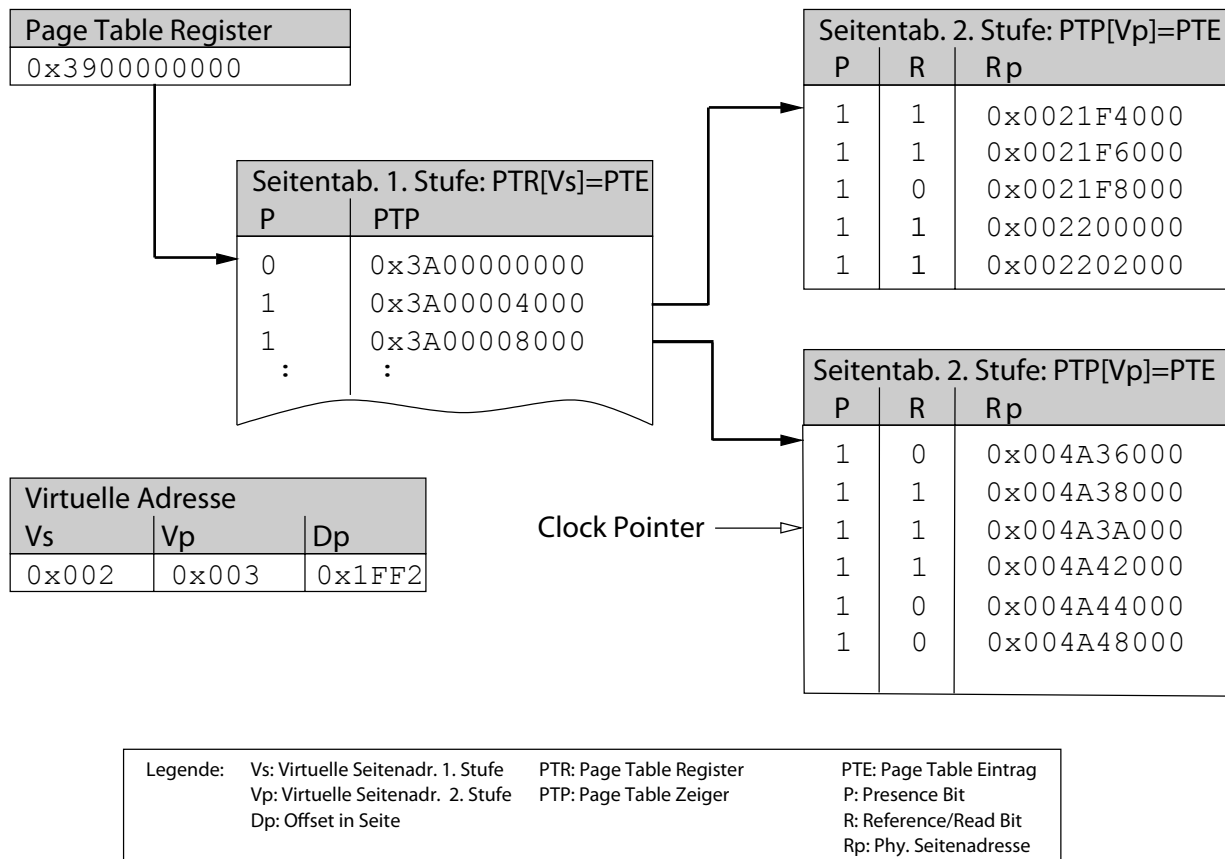 Page Table Register
0x3900000000
Seitentab. 1. Stufe: PTR[Vs]=PTE
P PTP
0 0x3A00000000
1 0x3A00004000
1 0x3A00008000
: :
Seitentab. 2. Stufe: PTP[Vp]=PTE
P R Rp
1 1 0x0021F4000
1 1 0x0021F6000
1 0 0x0021F8000
1 1 0x002200000
1 1 0x002202000
Seitentab. 2. Stufe: PTP[Vp]=PTE
P R Rp
1 0 0x004A36000
1 1 0x004A38000
1 1 0x004A3A000
1 1 0x004A42000
1 0 0x004A44000
1 0 0x004A48000
Clock Pointer
Virtuelle Adresse
Vs Vp Dp
0x002 0x003 0x1FF2
Legende: Vs: Virtuelle Seitenadr. 1. Stufe PTR: Page Table Register PTE: Page Table Eintrag
Vp: Virtuelle Seitenadr. 2. Stufe PTP: Page Table Zeiger P: Presence Bit
Dp: Offset in Seite R: Reference/Read Bit
Rp: Phy. Seitenadresse